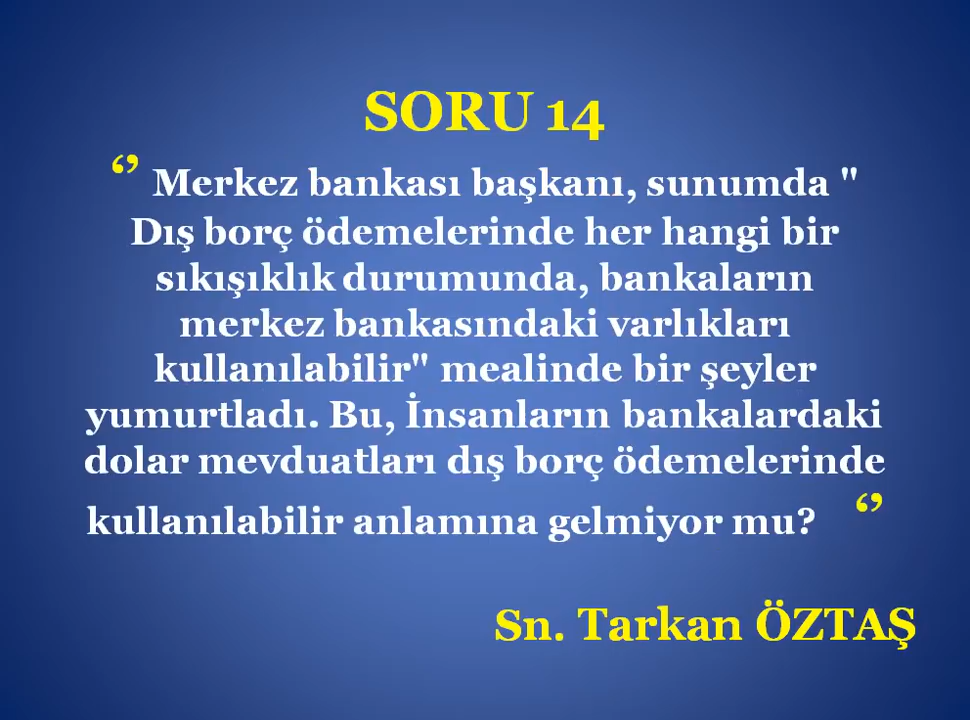 SORU 14
‘’ Merkez bankası başkanı, sunumda "
Dış borç ödemelerinde her hangi bir
sıkışıklık durumunda, bankaların
merkez bankasındaki varlıkları
kullanılabilir" mealinde bir şeyler
yumurtladı. Bu, İnsanların bankalardaki
dolar mevduatları dış borç ödemelerinde
kullanılabilir anlamına gelmiyor mu? ‘’
Sn. Tarkan ÖZTAŞ